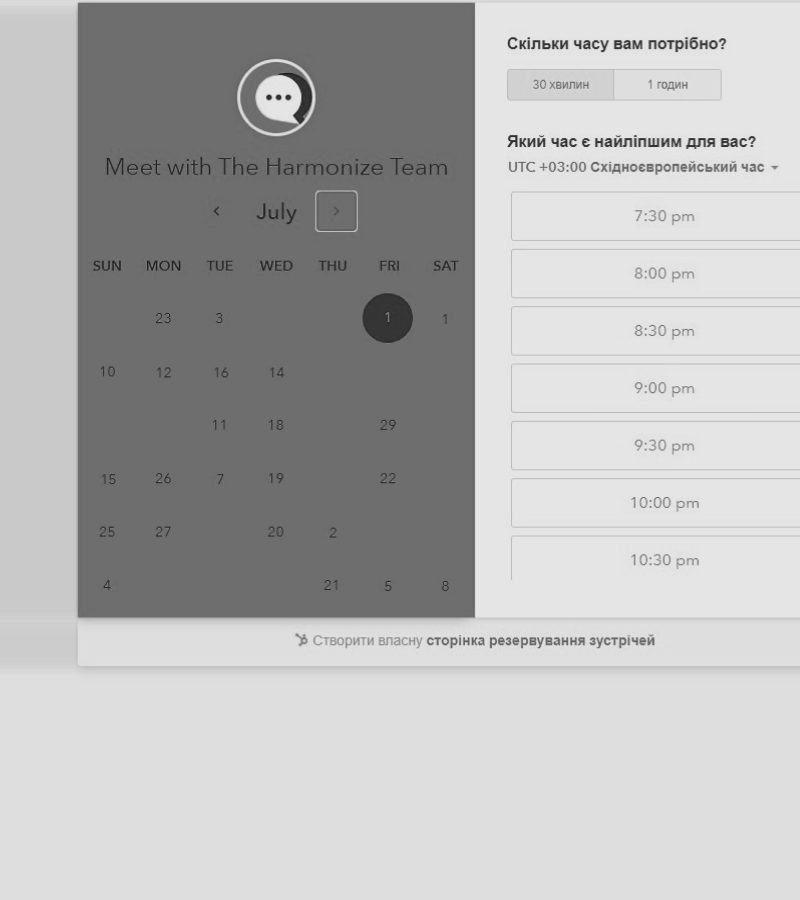 Meet with The Harmonize Team
July
SUN MON TUE WED THU FRI SAT
23 3 1 1
10 12 16 14
11 18 29
15 26 7 19 22
25 27 20 2
4 21 5 8
Скільки часу вам потрібно?
30 хвилин 1 годин
Який час є найліпшим для вас?
UTC +03:00 Східноєвропейський час
7:30 pm
8:00 pm
8:30 pm
9:00 pm
9:30 pm
10:00 pm
10:30 pm
Створити власну сторінка резервування зустрічей